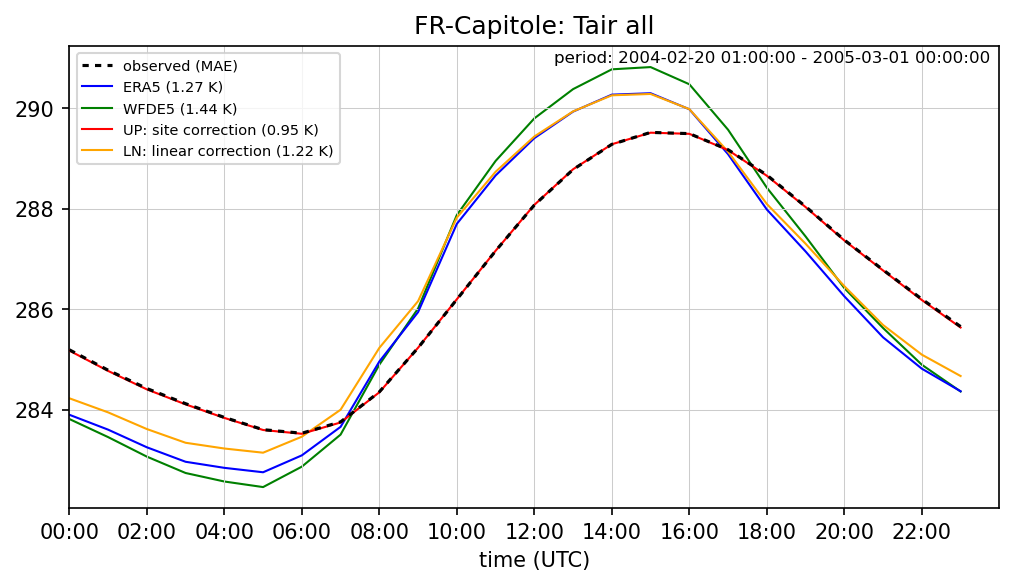 FR-Capitole: Tair all
period: 2004-02-20 01:00:00 - 2005-03-01 00:00:00
observed (MAE)
ERA5 (1.27 K)
WFDE5 (1.44 K)
UP: site correction (0.95 K)
LN: linear correction (1.22 K)
290
288
286
284
00:00 02:00 04:00 06:00 08:00 10:00 12:00 14:00 16:00 18:00 20:00 22:00
time (UTC)